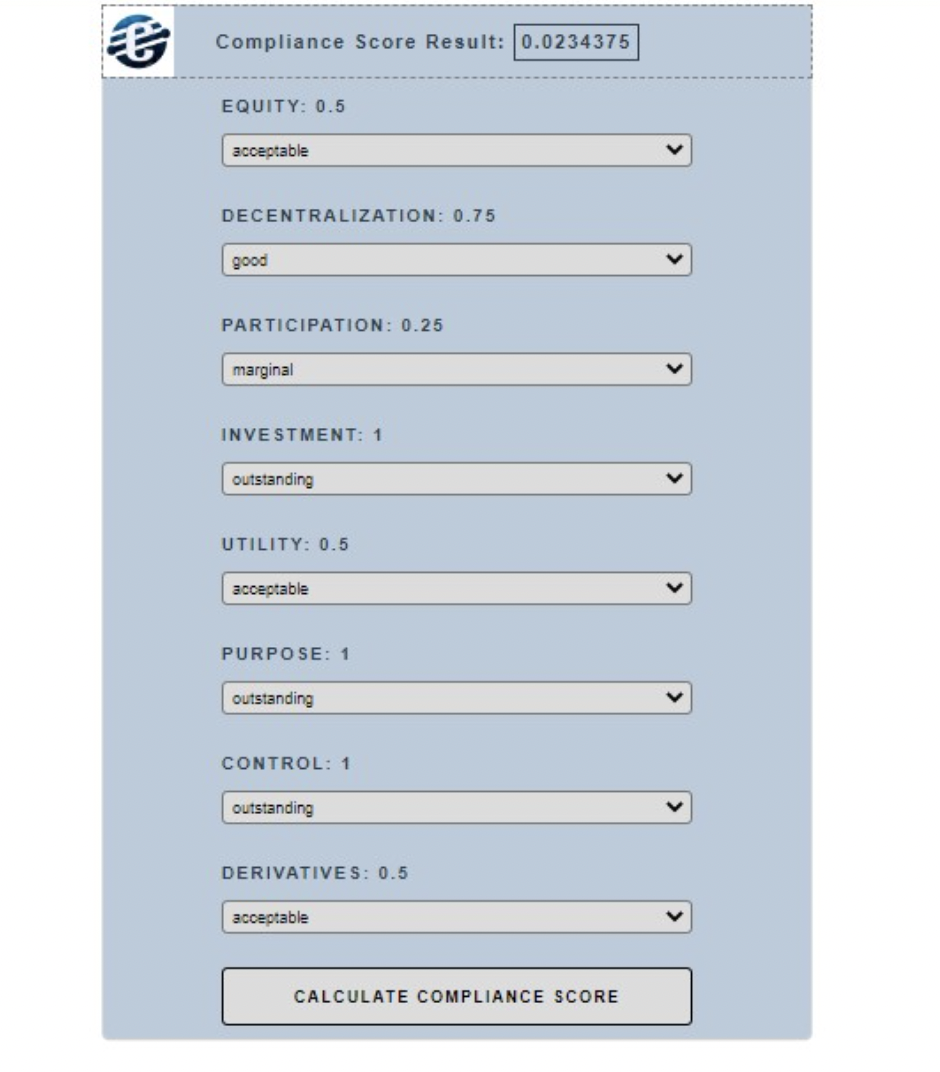 Compliance Score Result: 0.0234375
EQUITY: 0.5
acceptable
DECENTRALIZATION: 0.75
good
PARTICIPATION: 0.25
marginal
INVESTMENT: 1
outstanding
UTILITY: 0.5
acceptable
PURPOSE: 1
outstanding
CONTROL: 1
outstanding
DERIVATIVES: 0.5
acceptable
CALCULATE COMPLIANCE SCORE